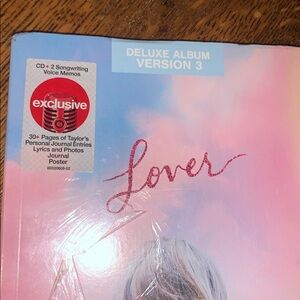 DELUXE ALBUM
VERSION 3
CD + 2 Songwriting
Voice Memos
exclusive
30+ Pages of Taylor's
Personal Journal Entries
Lyrics and Photos
Journal
Poster
Lover